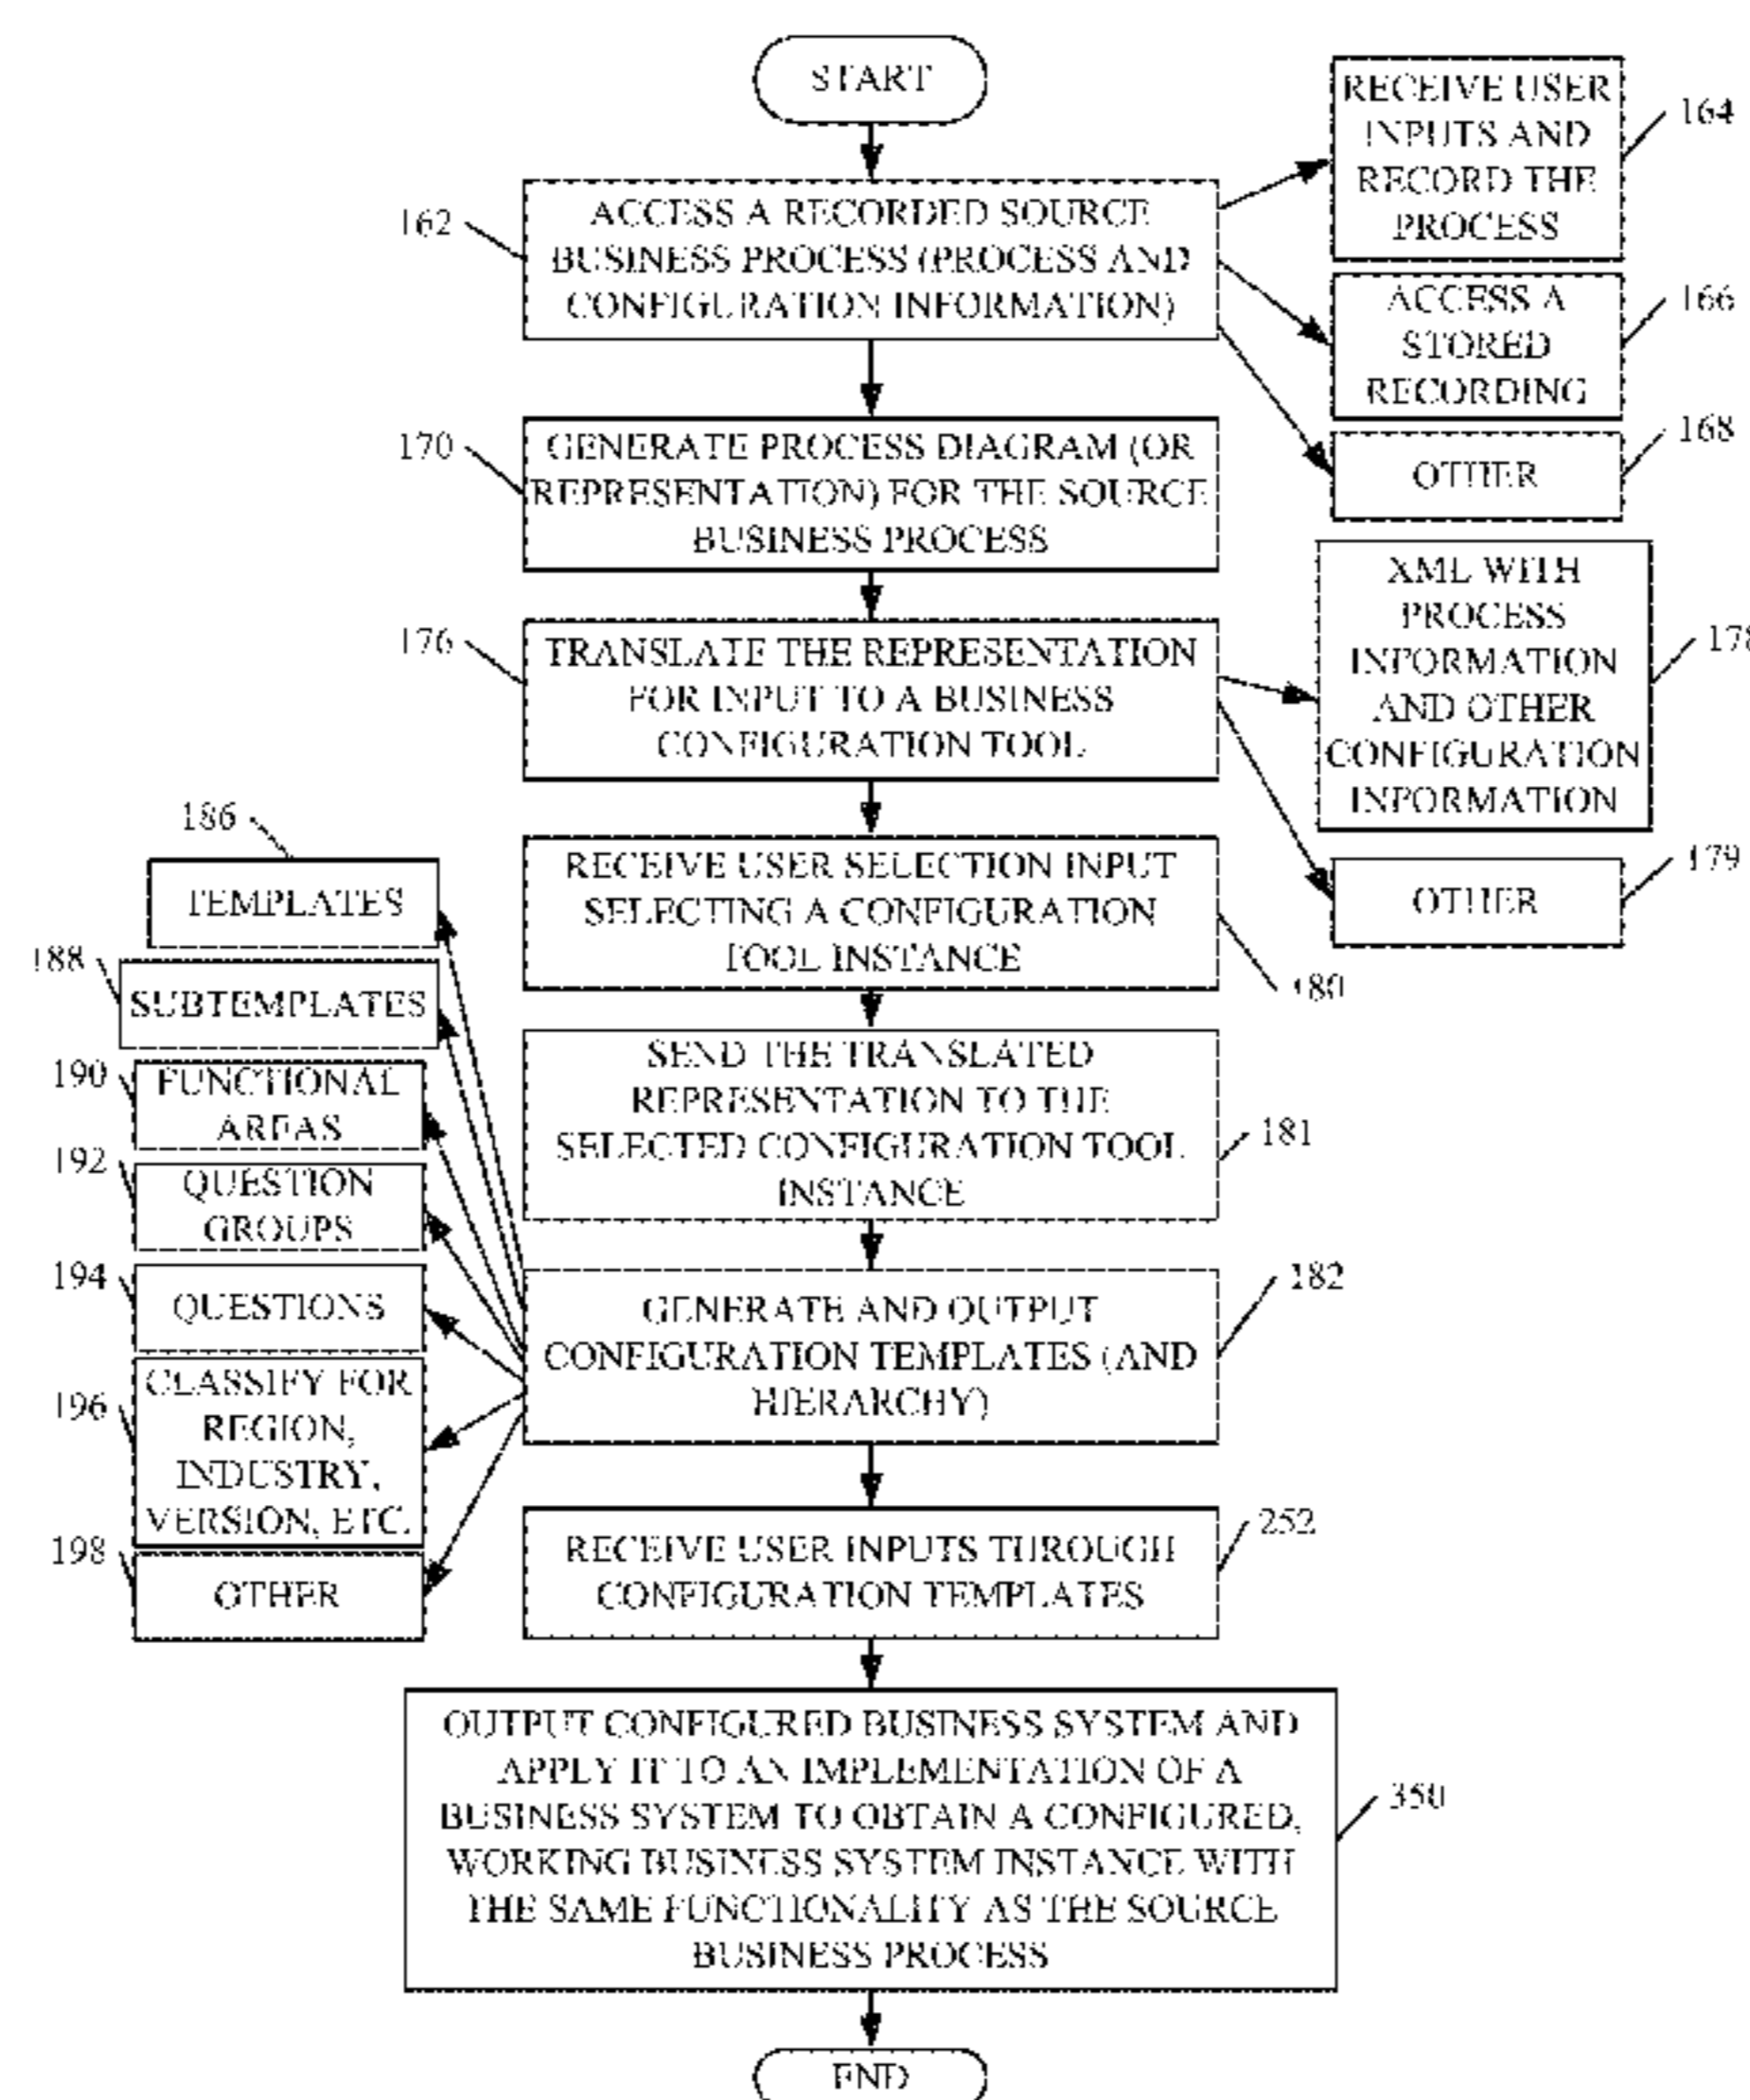 START
162
ACCESS A RECORDED SOURCE
BUSINESS PROCESS (PROCESS AND
CONFIGURATION INFORMATION)
RECEIVE USER
INPUTS AND
RECORD THE
PROCESS
164
ACCESS A
STORED
RECORDING
166
OTHER
168
170
GENERATE PROCESS DIAGRAM (OR
REPRESENTATION) FOR THE SOURCE
BUSINESS PROCESS
176
TRANSLATE THE REPRESENTATION
FOR INPUT TO A BUSINESS
CONFIGURATION TOOL
XML WITH
PROCESS
INFORMATION
AND OTHER
CONFIGURATION
INFORMATION
178
OTHER
179
RECEIVE USER SELECTION INPUT
SELECTING A CONFIGURATION
TOOL INSTANCE
180
SEND THE TRANSLATED
REPRESENTATION TO THE
SELECTED CONFIGURATION TOOL
INSTANCE
181
GENERATE AND OUTPUT
CONFIGURATION TEMPLATES (AND
HIERARCHY)
182
186
TEMPLATES
188
SUBTEMPLATES
190
FUNCTIONAL
AREAS
192
QUESTION
GROUPS
194
QUESTIONS
196
CLASSIFY FOR
REGION,
INDUSTRY,
VERSION, ETC.
198
OTHER
RECEIVE USER INPUTS THROUGH
CONFIGURATION TEMPLATES
252
OUTPUT CONFIGURED BUSINESS SYSTEM AND
APPLY IT TO AN IMPLEMENTATION OF A
BUSINESS SYSTEM TO OBTAIN A CONFIGURED,
WORKING BUSINESS SYSTEM INSTANCE WITH
THE SAME FUNCTIONALITY AS THE SOURCE
BUSINESS PROCESS
350
END